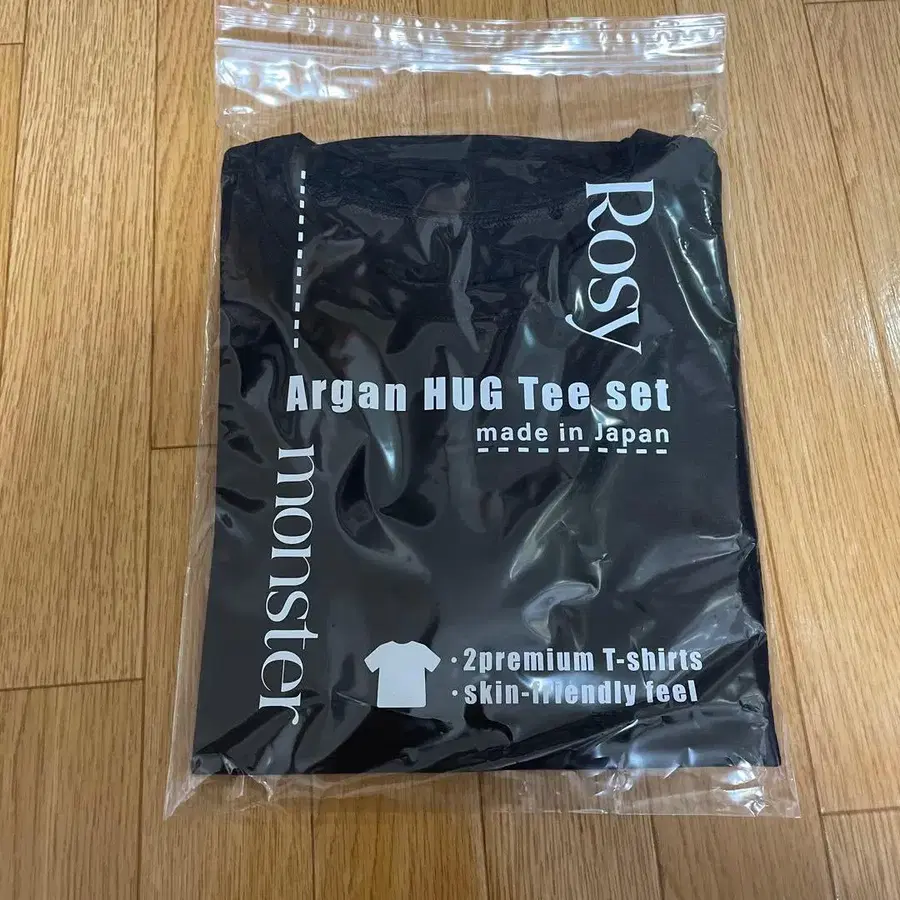 Rosy
Argan HUG Tee set
made in Japan
monster
·2premium T-shirts
·skin-friendly feel